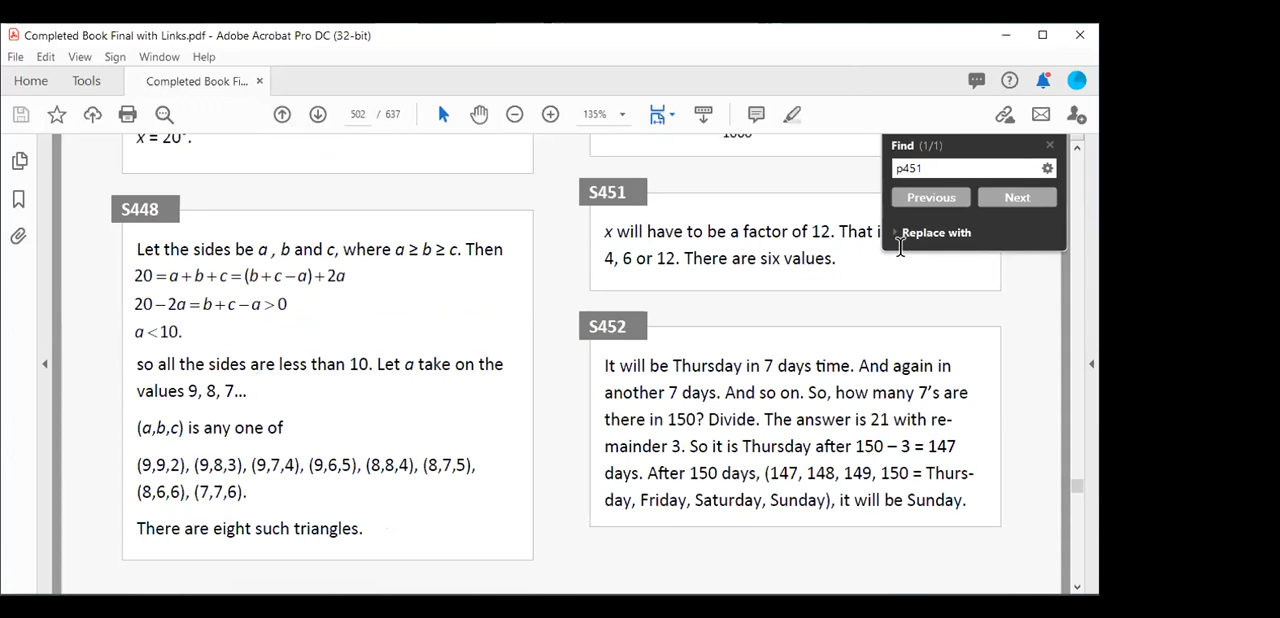 Completed Book Final with Links.pdf - Adobe Acrobat Pro DC (32-bit)
File Edit View Sign Window Help
Home Tools Completed Book Fi... ×
502 / 637 135%
x = 20°.
S448
Let the sides be a , b and c, where a ≥ b ≥ c. Then
20 = a + b + c = (b + c − a) + 2a
20 − 2a = b + c − a > 0
a < 10.
so all the sides are less than 10. Let a take on the
values 9, 8, 7...
(a,b,c) is any one of
(9,9,2), (9,8,3), (9,7,4), (9,6,5), (8,8,4), (8,7,5),
(8,6,6), (7,7,6).
There are eight such triangles.
S451
x will have to be a factor of 12. That i
4, 6 or 12. There are six values.
S452
It will be Thursday in 7 days time. And again in
another 7 days. And so on. So, how many 7’s are
there in 150? Divide. The answer is 21 with re-
mainder 3. So it is Thursday after 150 – 3 = 147
days. After 150 days, (147, 148, 149, 150 = Thurs-
day, Friday, Saturday, Sunday), it will be Sunday.
Find (1/1)
p451
Previous Next
Replace with